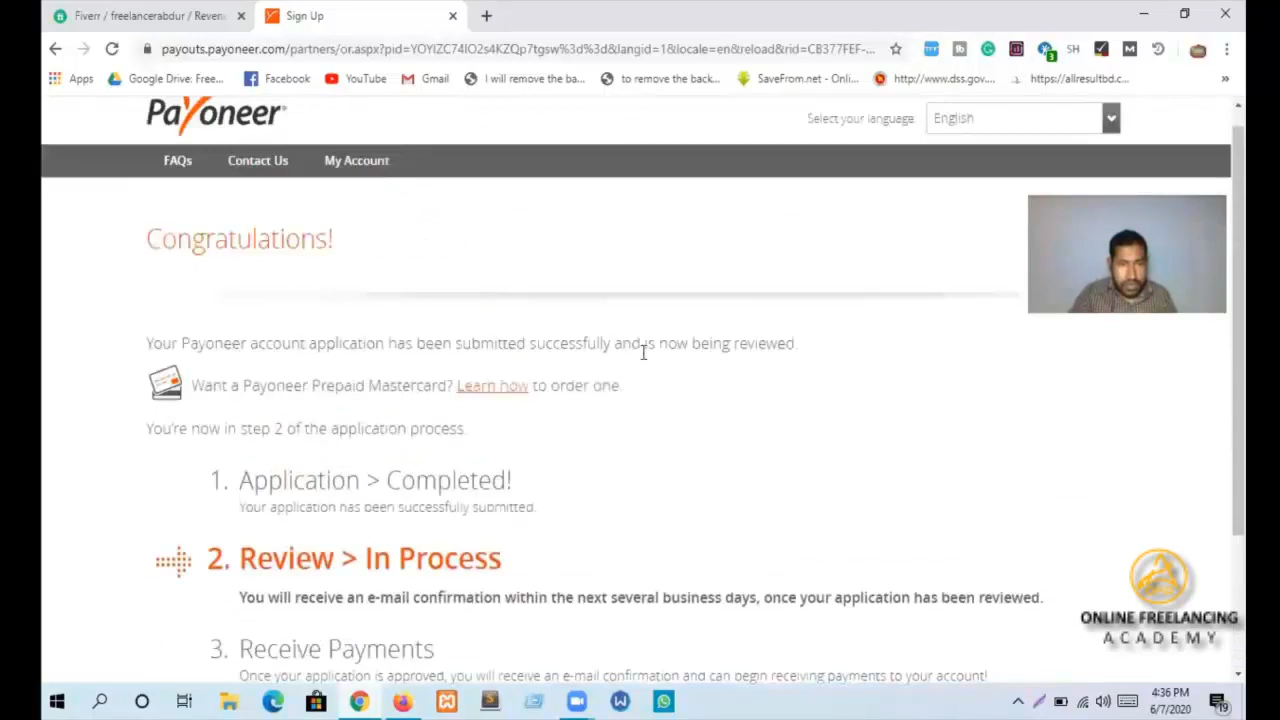 Fiverr / freelancerabdur / Reven
Sign Up
payouts.payoneer.com/partners/or.aspx?pid=YOYIZC74IO2s4KZQp7tgsw%3d%3d&langid=1&locale=en&reload&rid=CB377FEF-...
SH
3
M
Apps
Google Drive: Free...
Facebook
YouTube
Gmail
I will remove the ba...
to remove the back...
SaveFrom.net - Onli...
http://www.dss.gov....
https://allresultbd.c...
»
Payoneer
Select your language
English
FAQs
Contact Us
My Account
Congratulations!
Your Payoneer account application has been submitted successfully and is now being reviewed.
Want a Payoneer Prepaid Mastercard? Learn how to order one.
You're now in step 2 of the application process.
1. Application > Completed!
Your application has been successfully submitted.
2. Review > In Process
You will receive an e-mail confirmation within the next several business days, once your application has been reviewed.
3. Receive Payments
Once your application is approved, you will receive an e-mail confirmation and can begin receiving payments to your account!
ONLINE FREELANCING
ACADEMY
4:36 PM
6/7/2020
19